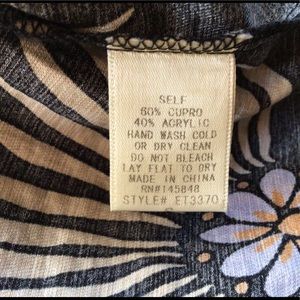 SELF
60% CUPRO
40% ACRYLIC
HAND WASH COLD
OR DRY CLEAN
DO NOT BLEACH
LAY FLAT TO DRY
MADE IN CHINA
RN#145848
STYLE# ET3370